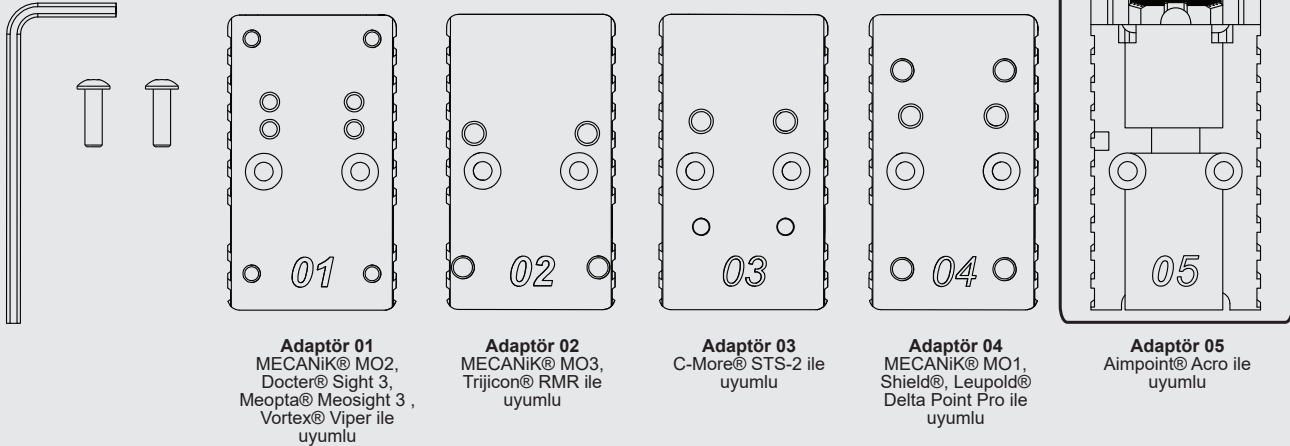 01
02
03
04
05
Adaptör 01
MECANiK® MO2,
Docter® Sight 3,
Meopta® Meosight 3 ,
Vortex® Viper ile
uyumlu
Adaptör 02
MECANiK® MO3,
Trijicon® RMR ile
uyumlu
Adaptör 03
C-More® STS-2 ile
uyumlu
Adaptör 04
MECANiK® MO1,
Shield®, Leupold®
Delta Point Pro ile
uyumlu
Adaptör 05
Aimpoint® Acro ile
uyumlu